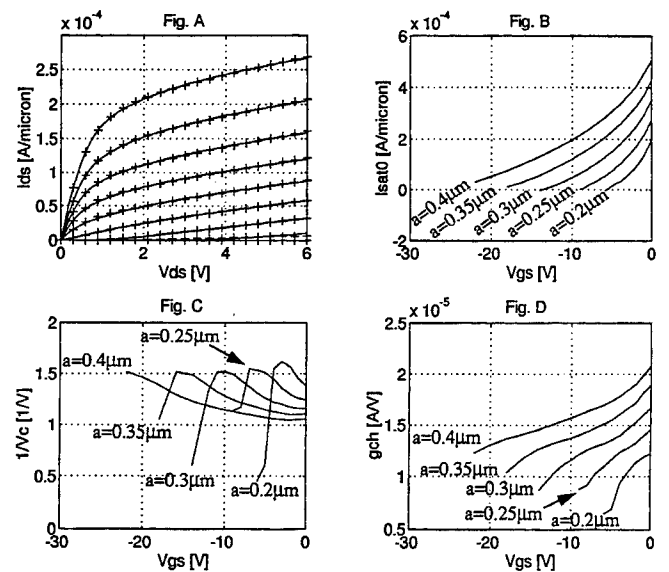 x 10^-4
Fig. A
2.5
2
1.5
1
0.5
0
Ids [A/micron]
0
2
4
6
Vds [V]
x 10^-4
Fig. B
6
4
2
0
-2
Isat0 [A/micron]
a=0.4μm
a=0.35μm
a=0.3μm
a=0.25μm
a=0.2μm
-30
-20
-10
0
Vgs [V]
Fig. C
2
1.5
1
0.5
0
1/Vc [1/V]
a=0.4μm
a=0.25μm
a=0.35μm
a=0.3μm
a=0.2μm
-30
-20
-10
0
Vgs [V]
x 10^-5
Fig. D
2.5
2
1.5
1
0.5
gch [A/V]
a=0.4μm
a=0.35μm
a=0.3μm
a=0.25μm
a=0.2μm
-30
-20
-10
0
Vgs [V]